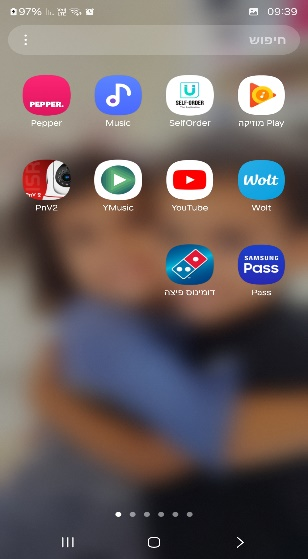 97% 09:39
חיפוש
PEPPER.
SELF-ORDER
Wolt
SAMSUNG
Pass
Play מוזיקה
SelfOrder
Music
Pepper
Wolt
YouTube
YMusic
PnV2
Pass
דומינוס פיצה